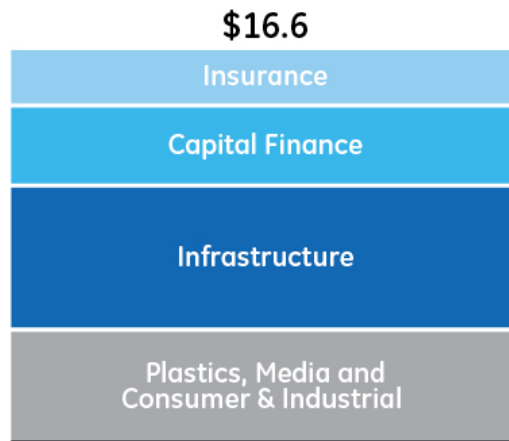 $16.6
Insurance
Capital Finance
Infrastructure
Plastics, Media and
Consumer & Industrial